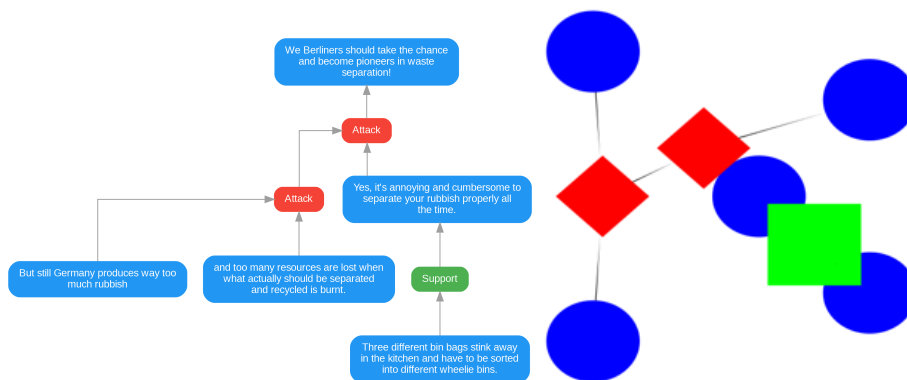 We Berliners should take the chance
and become pioneers in waste
separation!
Attack
Yes, it's annoying and cumbersome to
separate your rubbish properly all
the time.
Attack
But still Germany produces way too
much rubbish
and too many resources are lost when
what actually should be separated
and recycled is burnt.
Support
Three different bin bags stink away
in the kitchen and have to be sorted
into different wheelie bins.